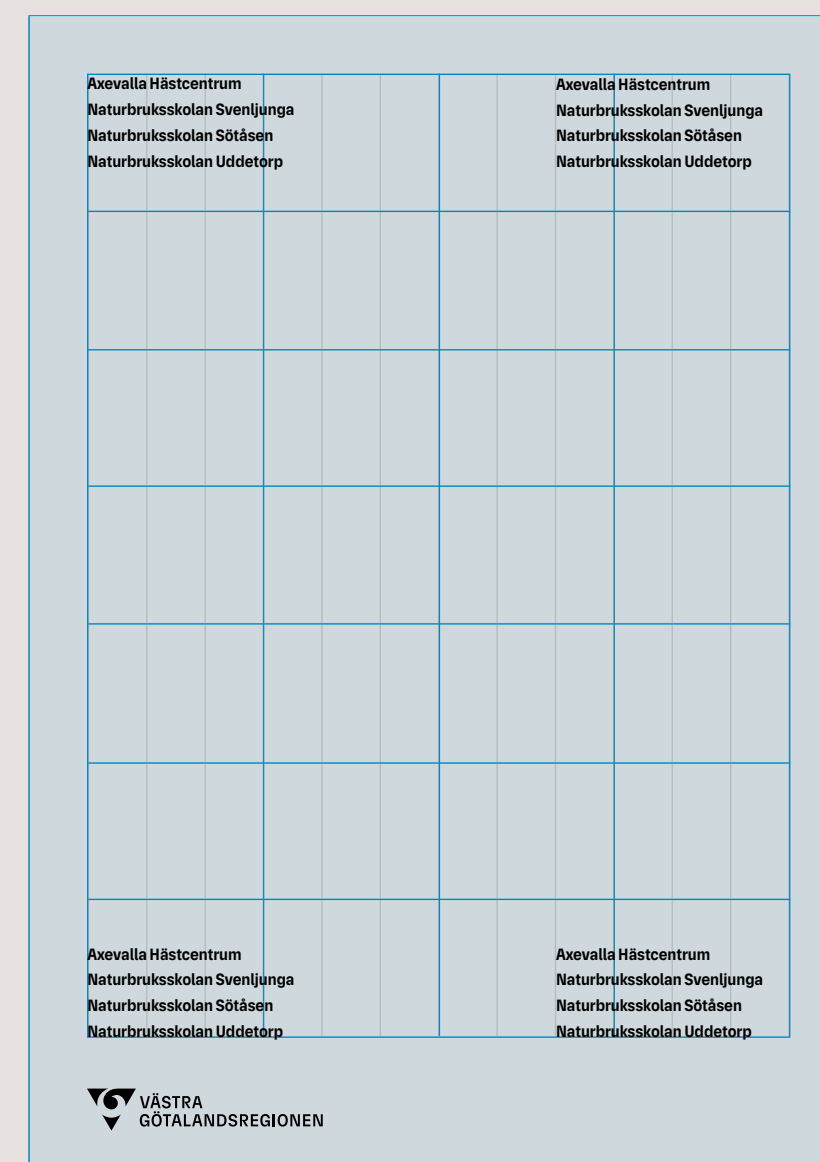 Axevalla Hästcentrum
Naturbruksskolan Svenljunga
Naturbruksskolan Sötåsen
Naturbruksskolan Uddetorp
Axevalla Hästcentrum
Naturbruksskolan Svenljunga
Naturbruksskolan Sötåsen
Naturbruksskolan Uddetorp
Axevalla Hästcentrum
Naturbruksskolan Svenljunga
Naturbruksskolan Sötåsen
Naturbruksskolan Uddetorp
Axevalla Hästcentrum
Naturbruksskolan Svenljunga
Naturbruksskolan Sötåsen
Naturbruksskolan Uddetorp
VÄSTRA
GÖTALANDSREGIONEN